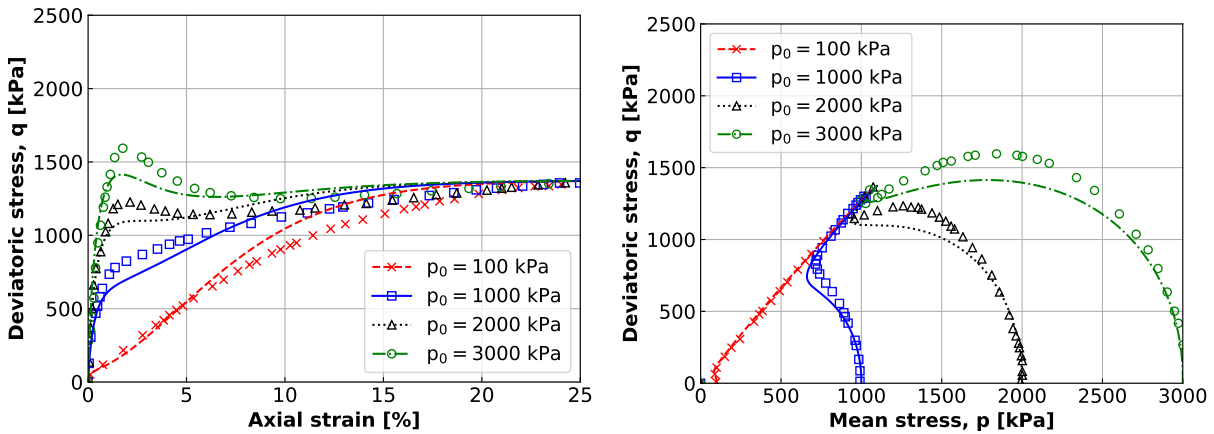 Deviatoric stress, q [kPa]
2500
2000
1500
1000
500
0
0 5 10 15 20 25
Axial strain [%]
p₀ = 100 kPa
p₀ = 1000 kPa
p₀ = 2000 kPa
p₀ = 3000 kPa
Deviatoric stress, q [kPa]
2500
2000
1500
1000
500
0
0 500 1000 1500 2000 2500 3000
Mean stress, p [kPa]
p₀ = 100 kPa
p₀ = 1000 kPa
p₀ = 2000 kPa
p₀ = 3000 kPa